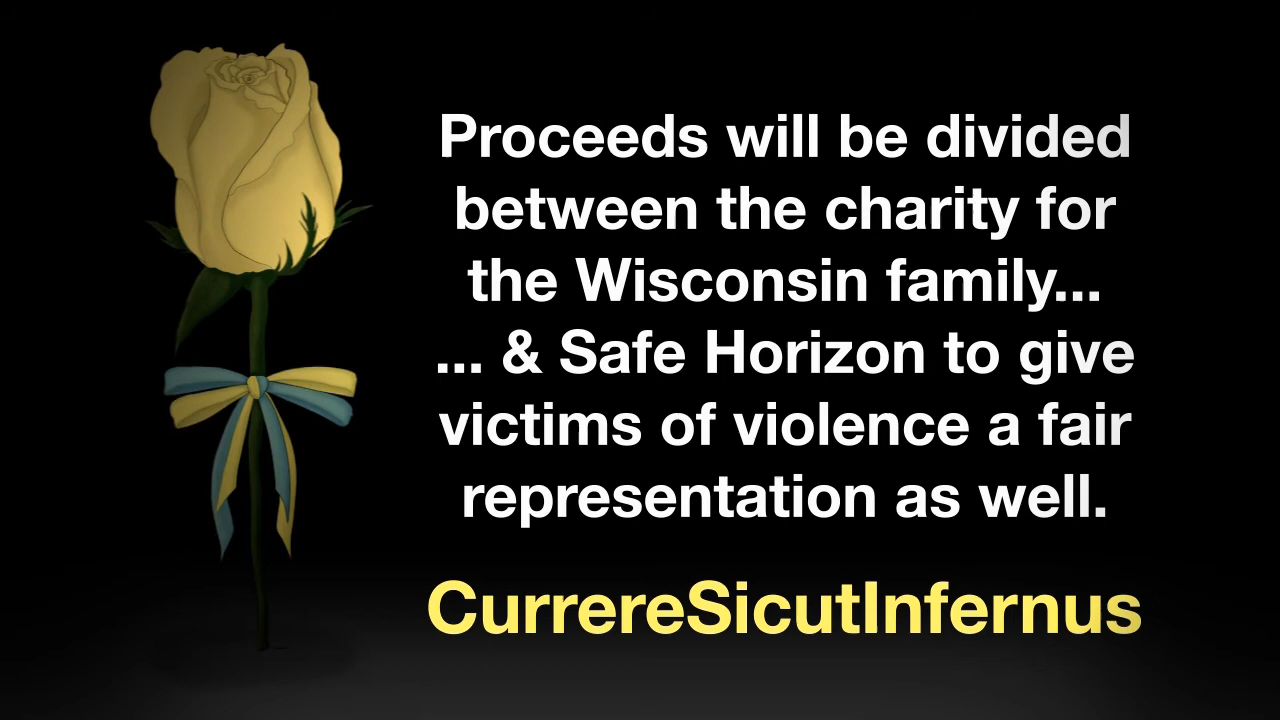 Proceeds will be divided
between the charity for
the Wisconsin family...
... & Safe Horizon to give
victims of violence a fair
representation as well.
CurrereSicutInfernus